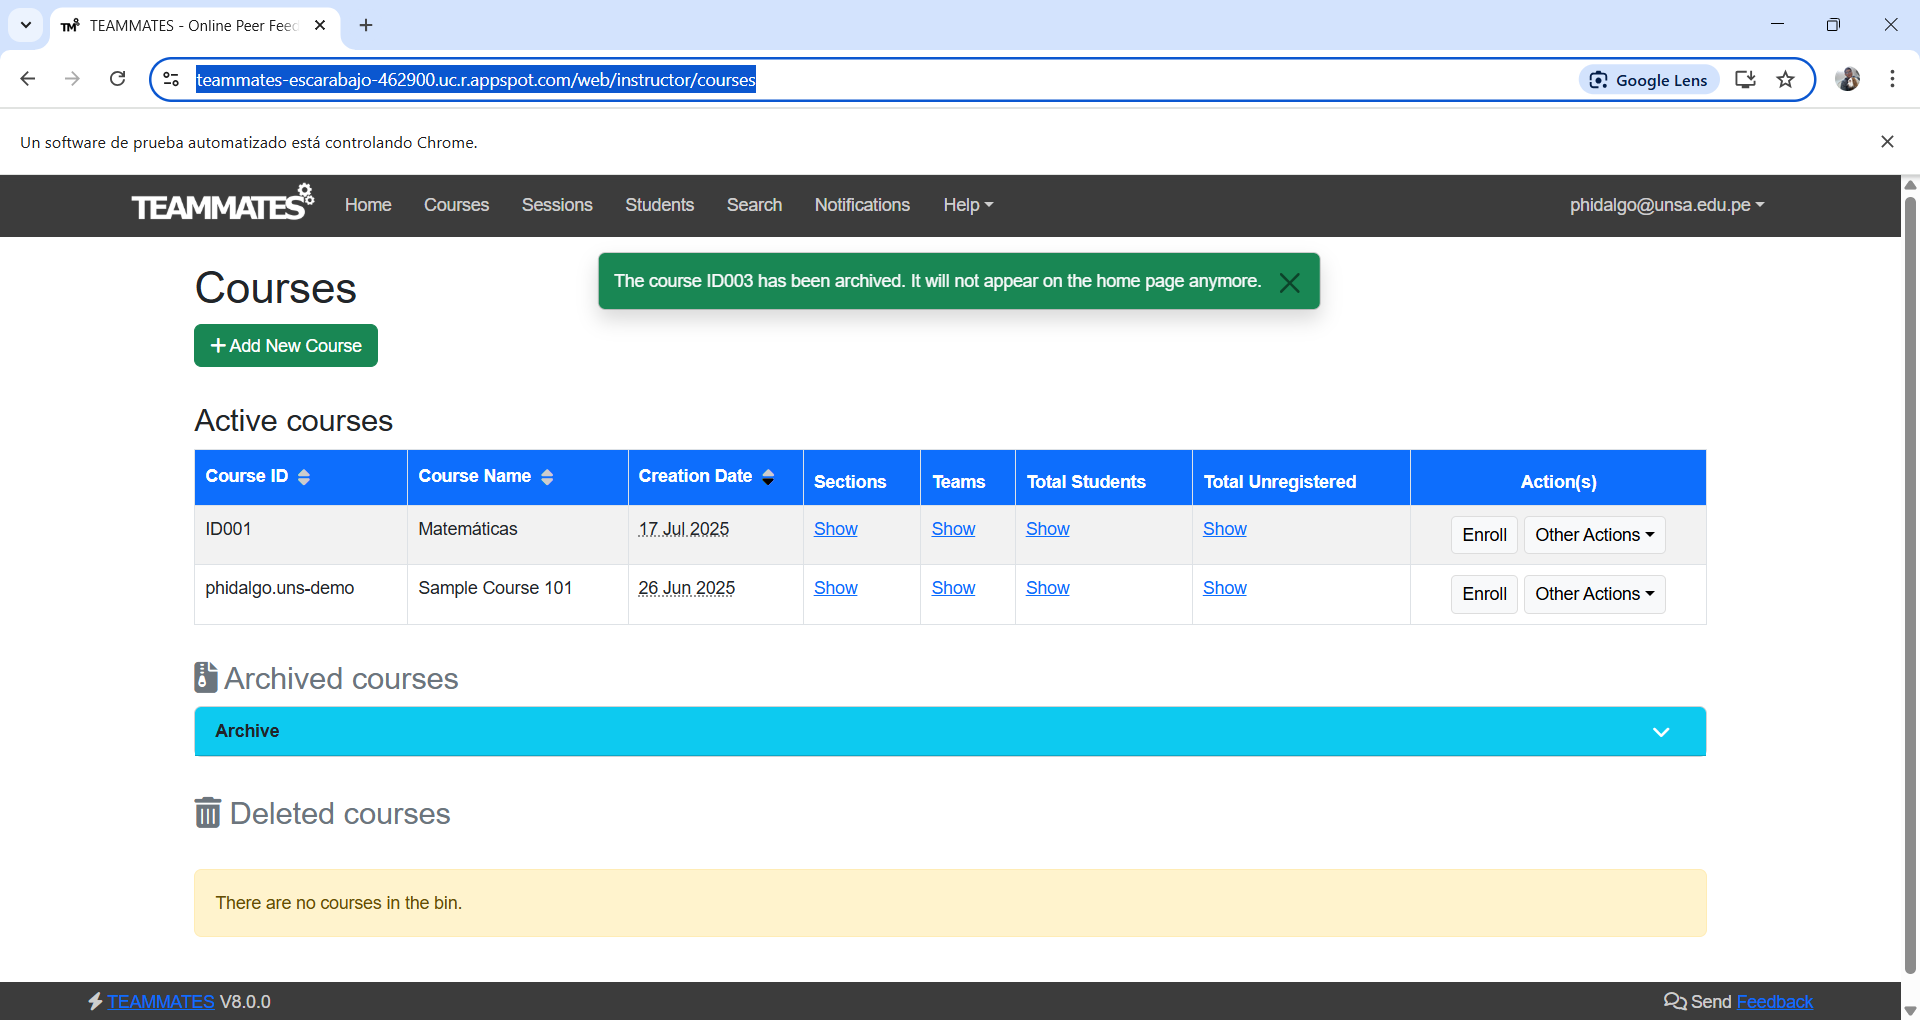 TEAMMATES - Online Peer Feed
teammates-escarabajo-462900.uc.r.appspot.com/web/instructor/courses
Google Lens
Un software de prueba automatizado está controlando Chrome.
TEAMMATES Home Courses Sessions Students Search Notifications Help phidalgo@unsa.edu.pe
The course ID003 has been archived. It will not appear on the home page anymore.
Courses
+ Add New Course
Active courses
Course ID Course Name Creation Date Sections Teams Total Students Total Unregistered Action(s)
ID001 Matemáticas 17 Jul 2025 Show Show Show Show Enroll Other Actions
phidalgo.uns-demo Sample Course 101 26 Jun 2025 Show Show Show Show Enroll Other Actions
Archived courses
Archive
Deleted courses
There are no courses in the bin.
TEAMMATES V8.0.0 Send Feedback